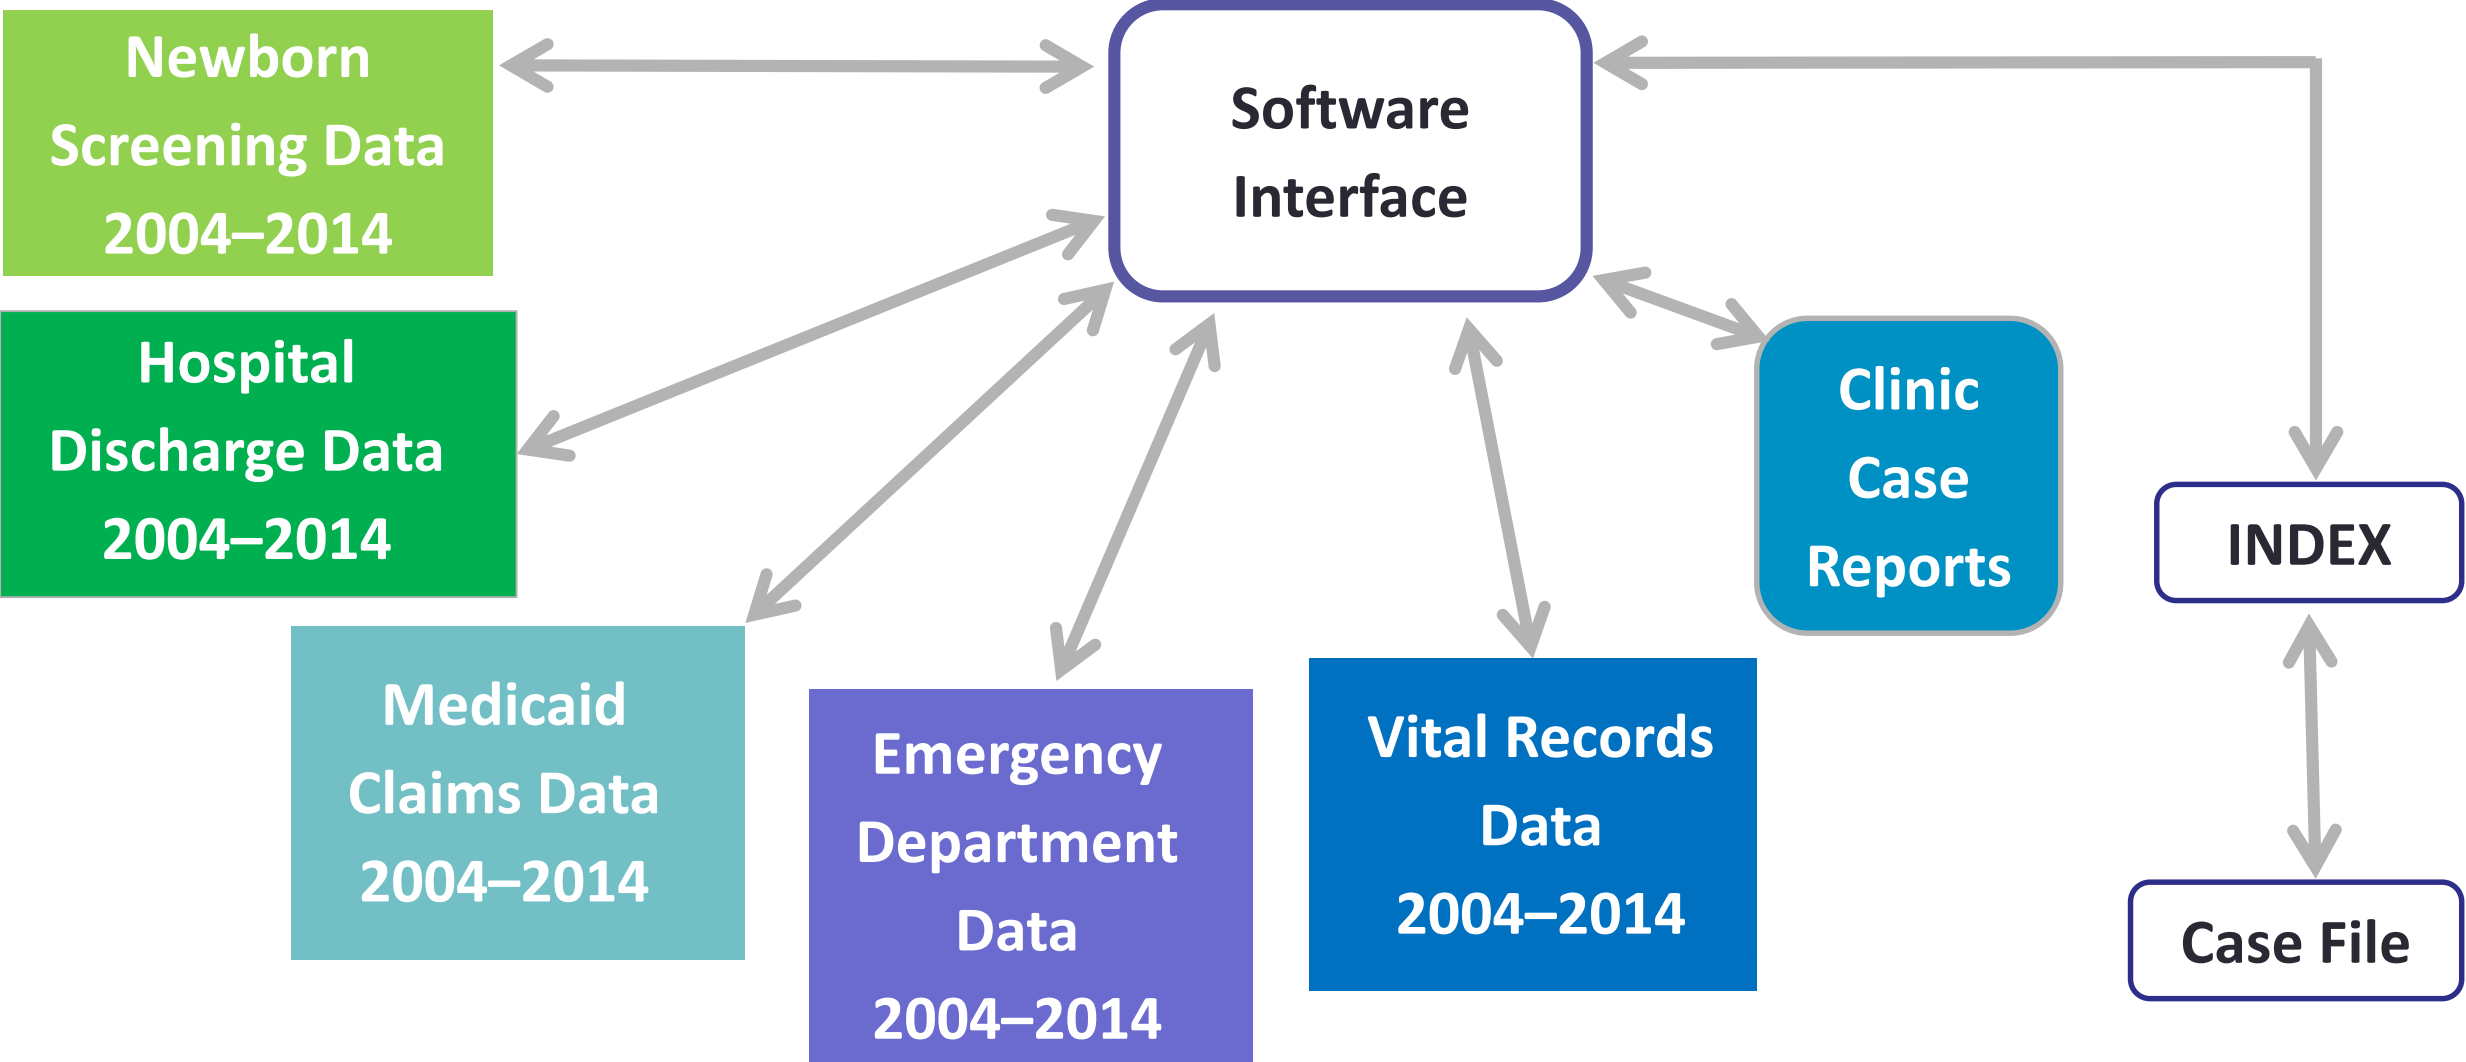 Newborn
Screening Data
2004–2014
Software
Interface
Hospital
Discharge Data
2004–2014
Medicaid
Claims Data
2004–2014
Emergency
Department
Data
2004–2014
Vital Records
Data
2004–2014
Clinic
Case
Reports
INDEX
Case File